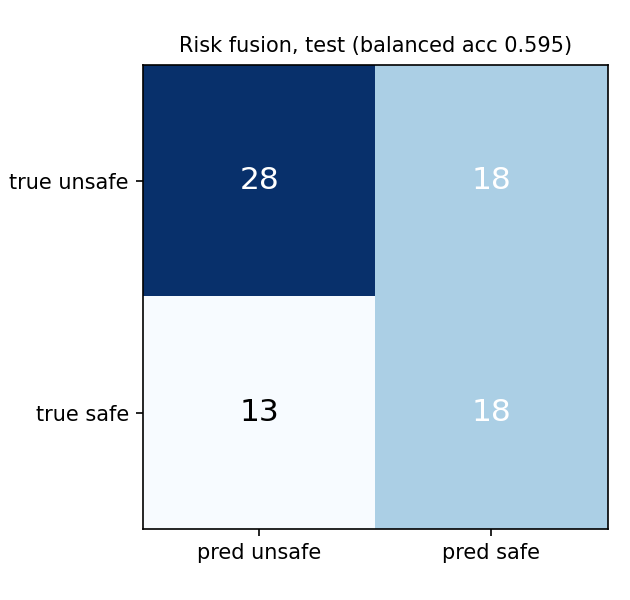 Risk fusion, test (balanced acc 0.595)
true unsafe
28
18
true safe
13
18
pred unsafe
pred safe